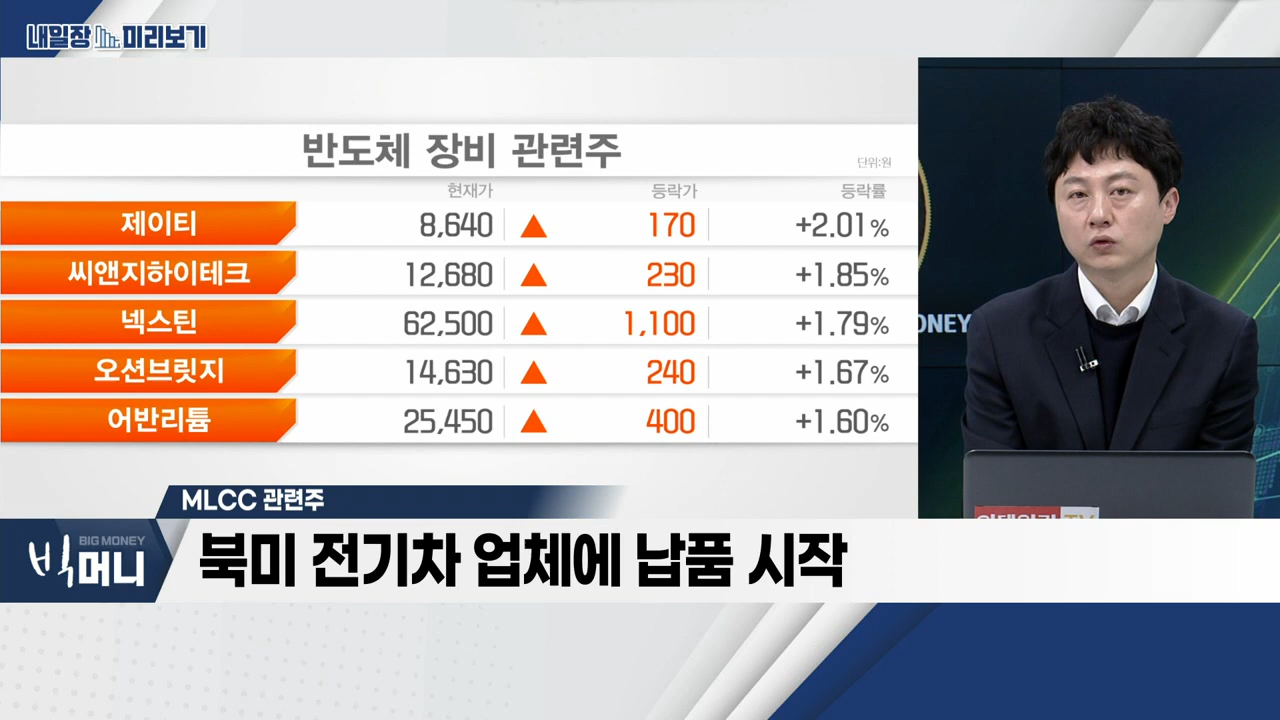 내일장 미리보기
반도체 장비 관련주
단위:원
현재가 등락가 등락률
제이티 8,640 ▲ 170 +2.01%
씨앤지하이테크 12,680 ▲ 230 +1.85%
넥스틴 62,500 ▲ 1,100 +1.79%
오션브릿지 14,630 ▲ 240 +1.67%
어반리튬 25,450 ▲ 400 +1.60%
ONEY
TV
MLCC 관련주
BIG MONEY
빅머니
북미 전기차 업체에 납품 시작